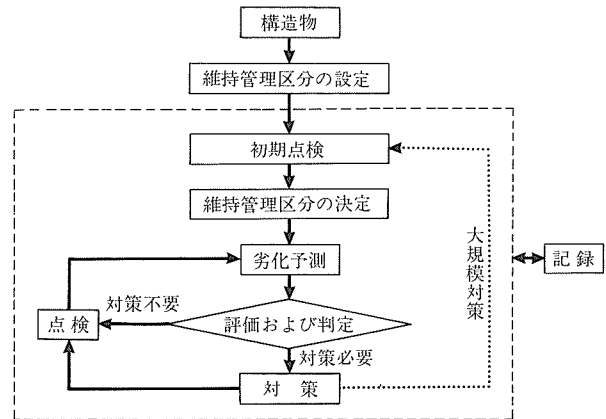 構造物
維持管理区分の設定
初期点検
維持管理区分の決定
劣化予測
大規模対策
記録
対策不要
点検
評価および判定
対策必要
対 策